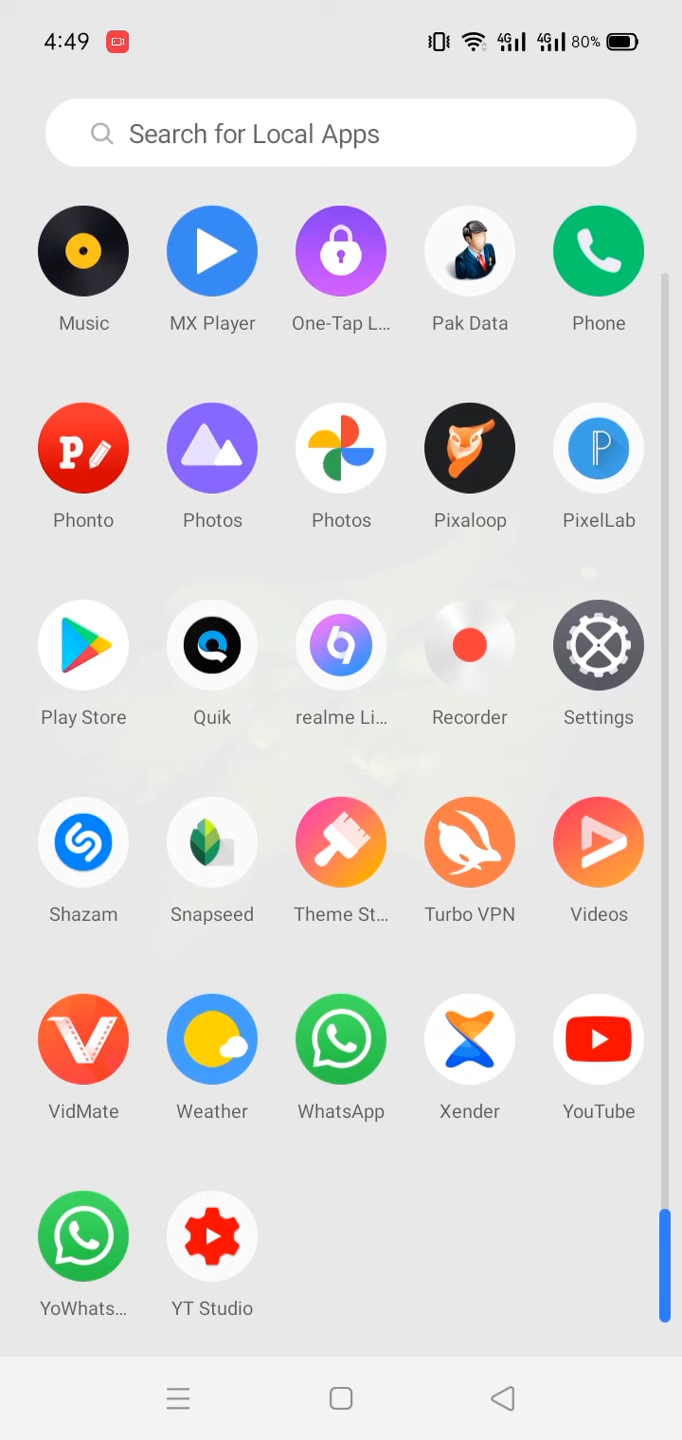 4:49 4G 4G 80%
Search for Local Apps
Music MX Player One-Tap L... Pak Data Phone
Phonto Photos Photos Pixaloop PixelLab
Play Store Quik realme Li... Recorder Settings
Shazam Snapseed Theme St... Turbo VPN Videos
VidMate Weather WhatsApp Xender YouTube
YoWhats... YT Studio